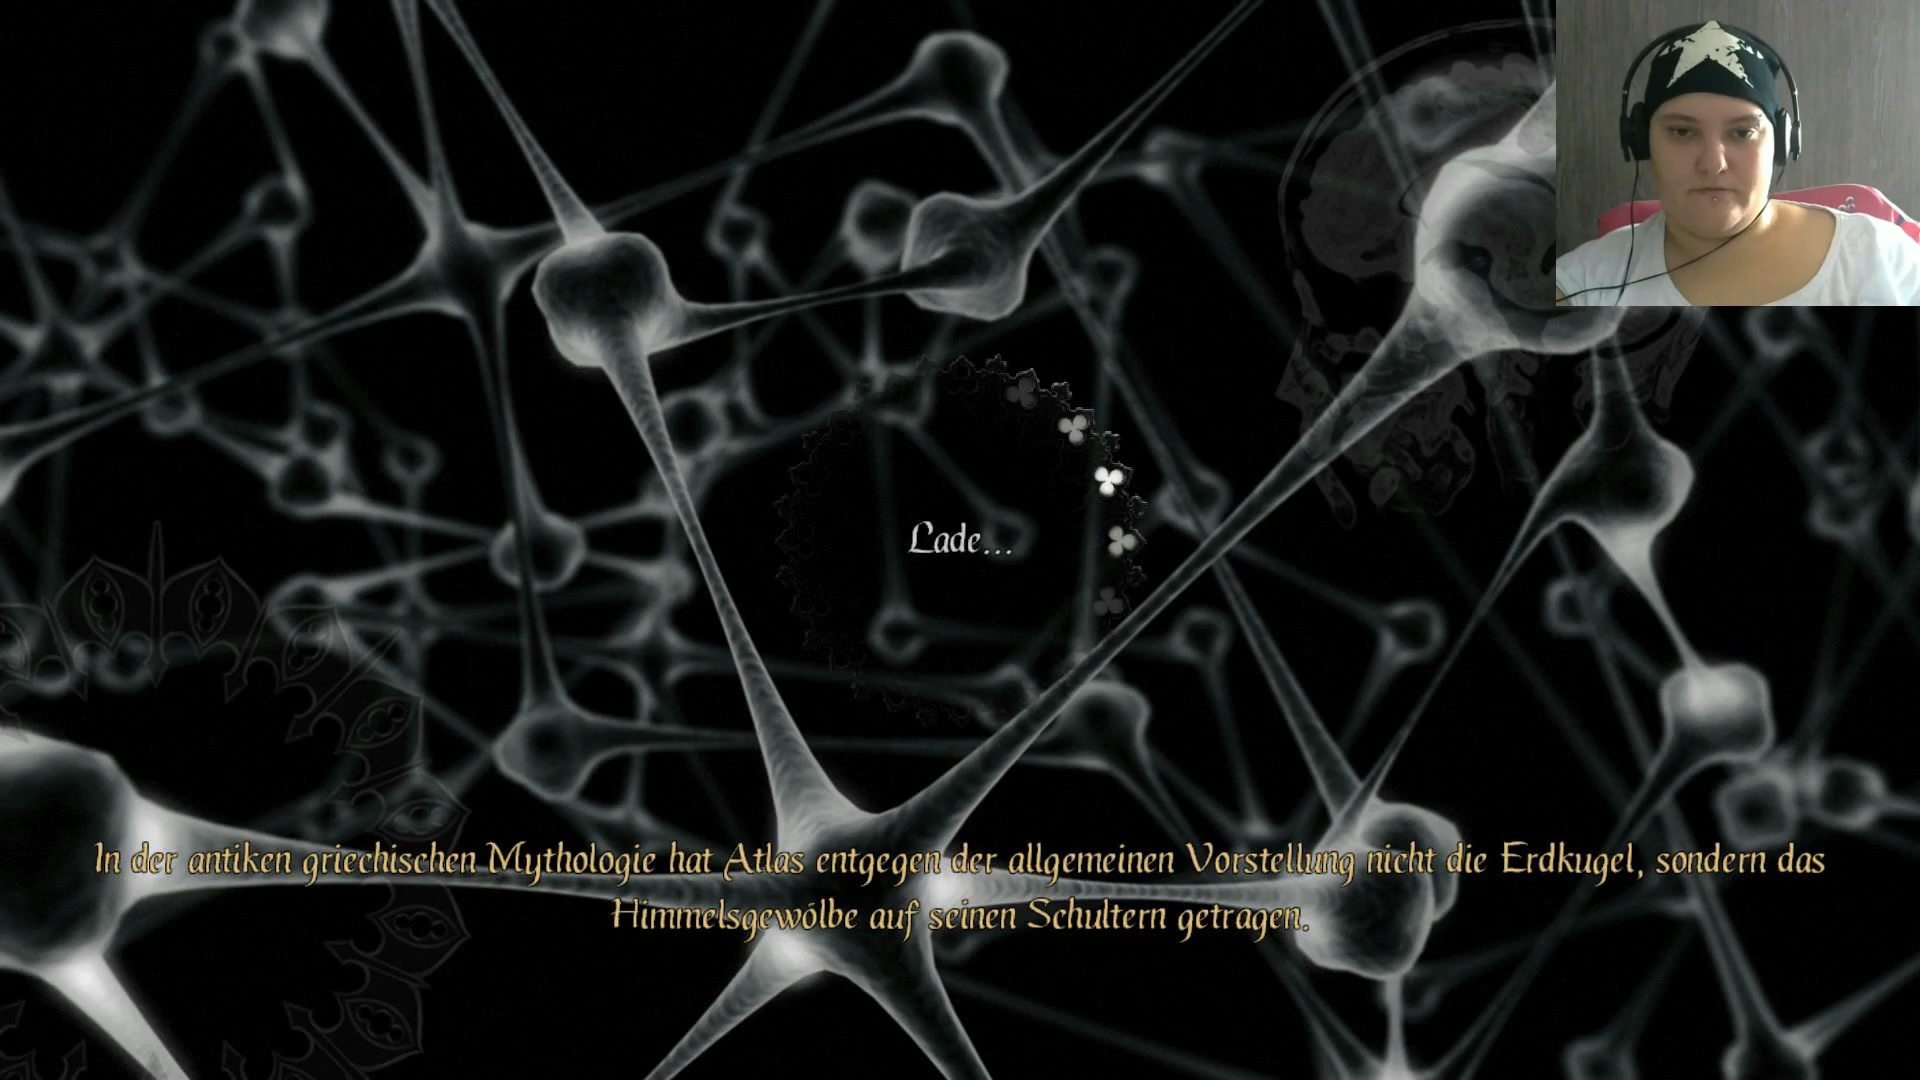 Lade...
In der antiken griechischen Mythologie hat Atlas entgegen der allgemeinen Vorstellung nicht die Erdkugel, sondern das
Himmelsgewölbe auf seinen Schultern getragen.